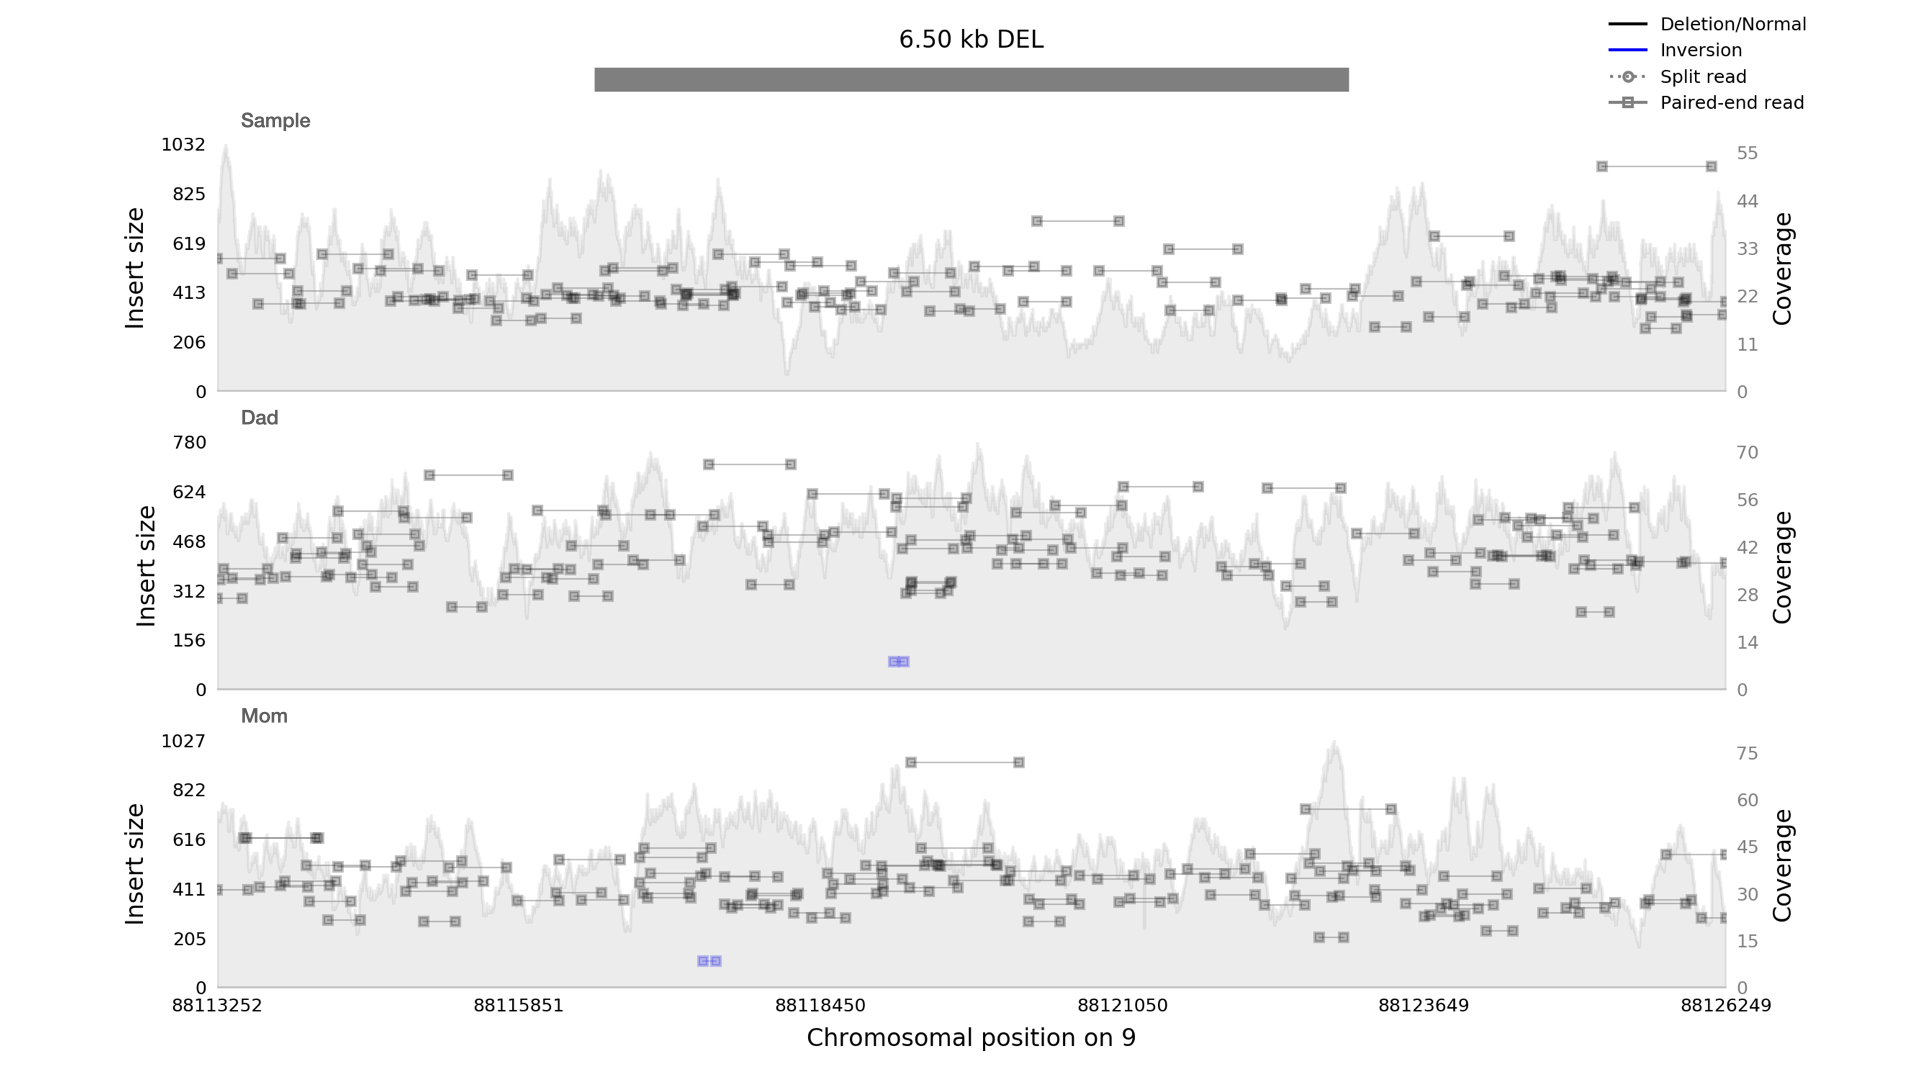 6.50 kb DEL
Deletion/Normal
Inversion
Split read
Paired-end read
Sample
1032
825
619
413
206
0
Insert size
55
44
33
22
11
0
Coverage
Dad
780
624
468
312
156
0
Insert size
70
56
42
28
14
0
Coverage
Mom
1027
822
616
411
205
0
Insert size
75
60
45
30
15
0
Coverage
88113252 88115851 88118450 88121050 88123649 88126249
Chromosomal position on 9